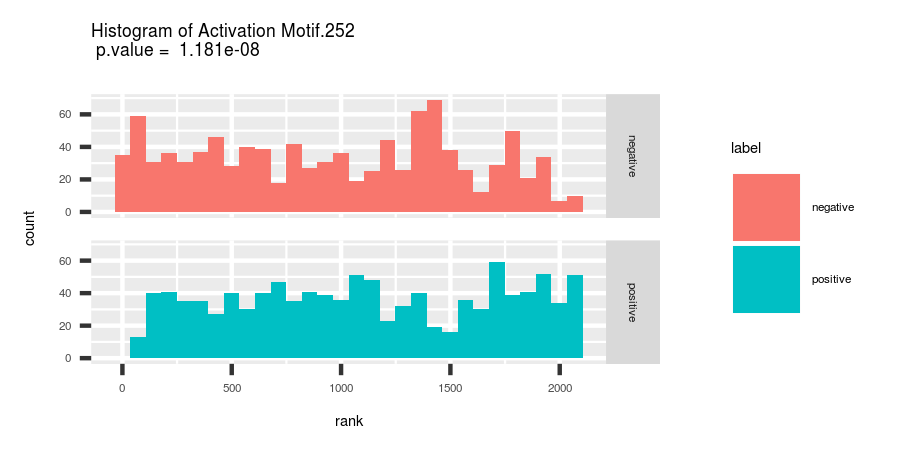 Histogram of Activation Motif.252
p.value = 1.181e-08
count
60
40
20
0
negative
60
40
20
0
positive
0
500
1000
1500
2000
rank
label
negative
positive